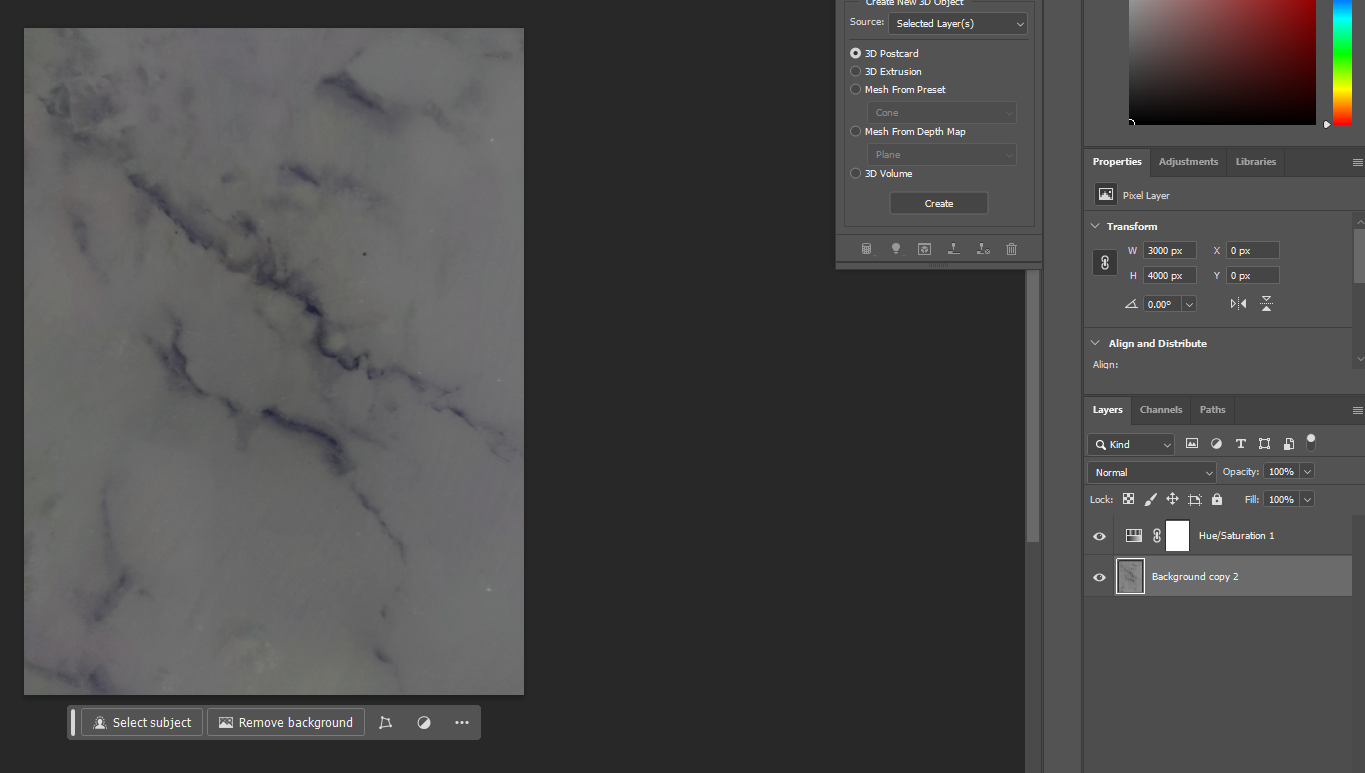 Create New 3D Object
Source: Selected Layer(s)
3D Postcard
3D Extrusion
Mesh From Preset
Cone
Mesh From Depth Map
Plane
3D Volume
Create
Properties Adjustments Libraries
Pixel Layer
Transform
W 3000 px X 0 px
H 4000 px Y 0 px
0.00°
Align and Distribute
Align:
Layers Channels Paths
Kind
Normal Opacity: 100%
Lock: Fill: 100%
Hue/Saturation 1
Background copy 2
Select subject Remove background